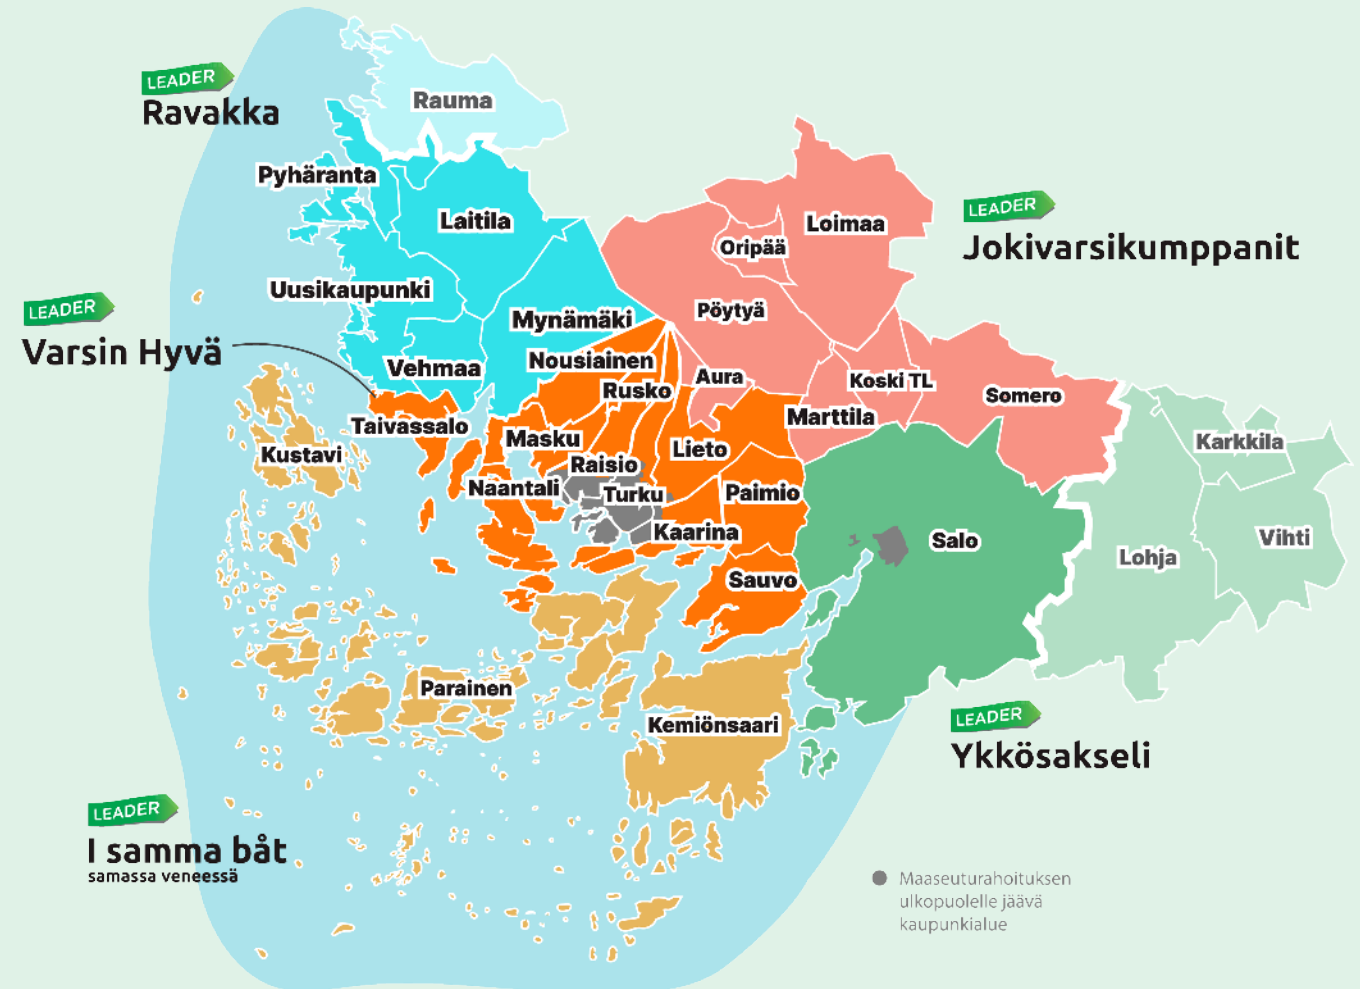 LEADER
Ravakka
Rauma
Pyhäranta
Laitila
Loimaa
LEADER
Jokivarsikumppanit
Oripää
Uusikaupunki
LEADER
Varsin Hyvä
Mynämäki
Pöytyä
Nousiainen
Vehmaa
Rusko
Aura
Koski TL
Somero
Taivassalo
Marttila
Masku
Lieto
Karkkila
Kustavi
Raisio
Naantali
Turku
Paimio
Kaarina
Salo
Vihti
Lohja
Sauvo
Parainen
Kemiönsaari
LEADER
Ykkösakseli
LEADER
I samma båt
samassa veneessä
Maaseuturahoituksen
ulkopuolelle jäävä
kaupunkialue